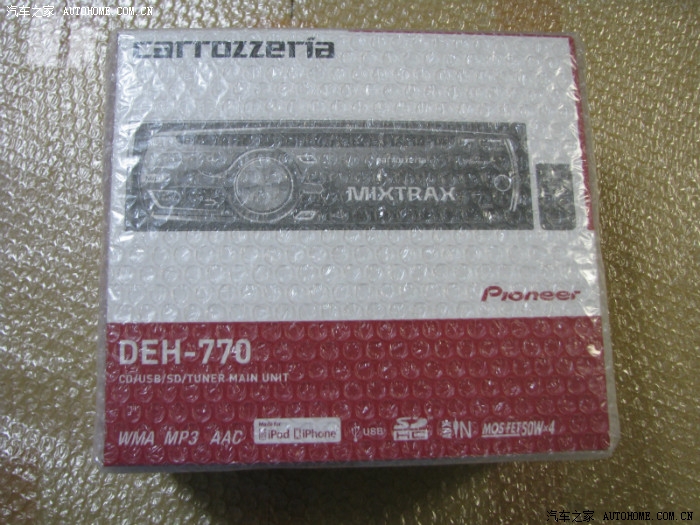 汽车之家 AUTOHOME.COM.CN
carrozzeria
MIXTRAX
Pioneer
DEH-770
CD/USB/SD/TUNER MAIN UNIT
WMA MP3 AAC Made for iPod iPhone USB SD HC IN MOS FET 50W×4
汽车之家 AUTOHOME.COM.CN